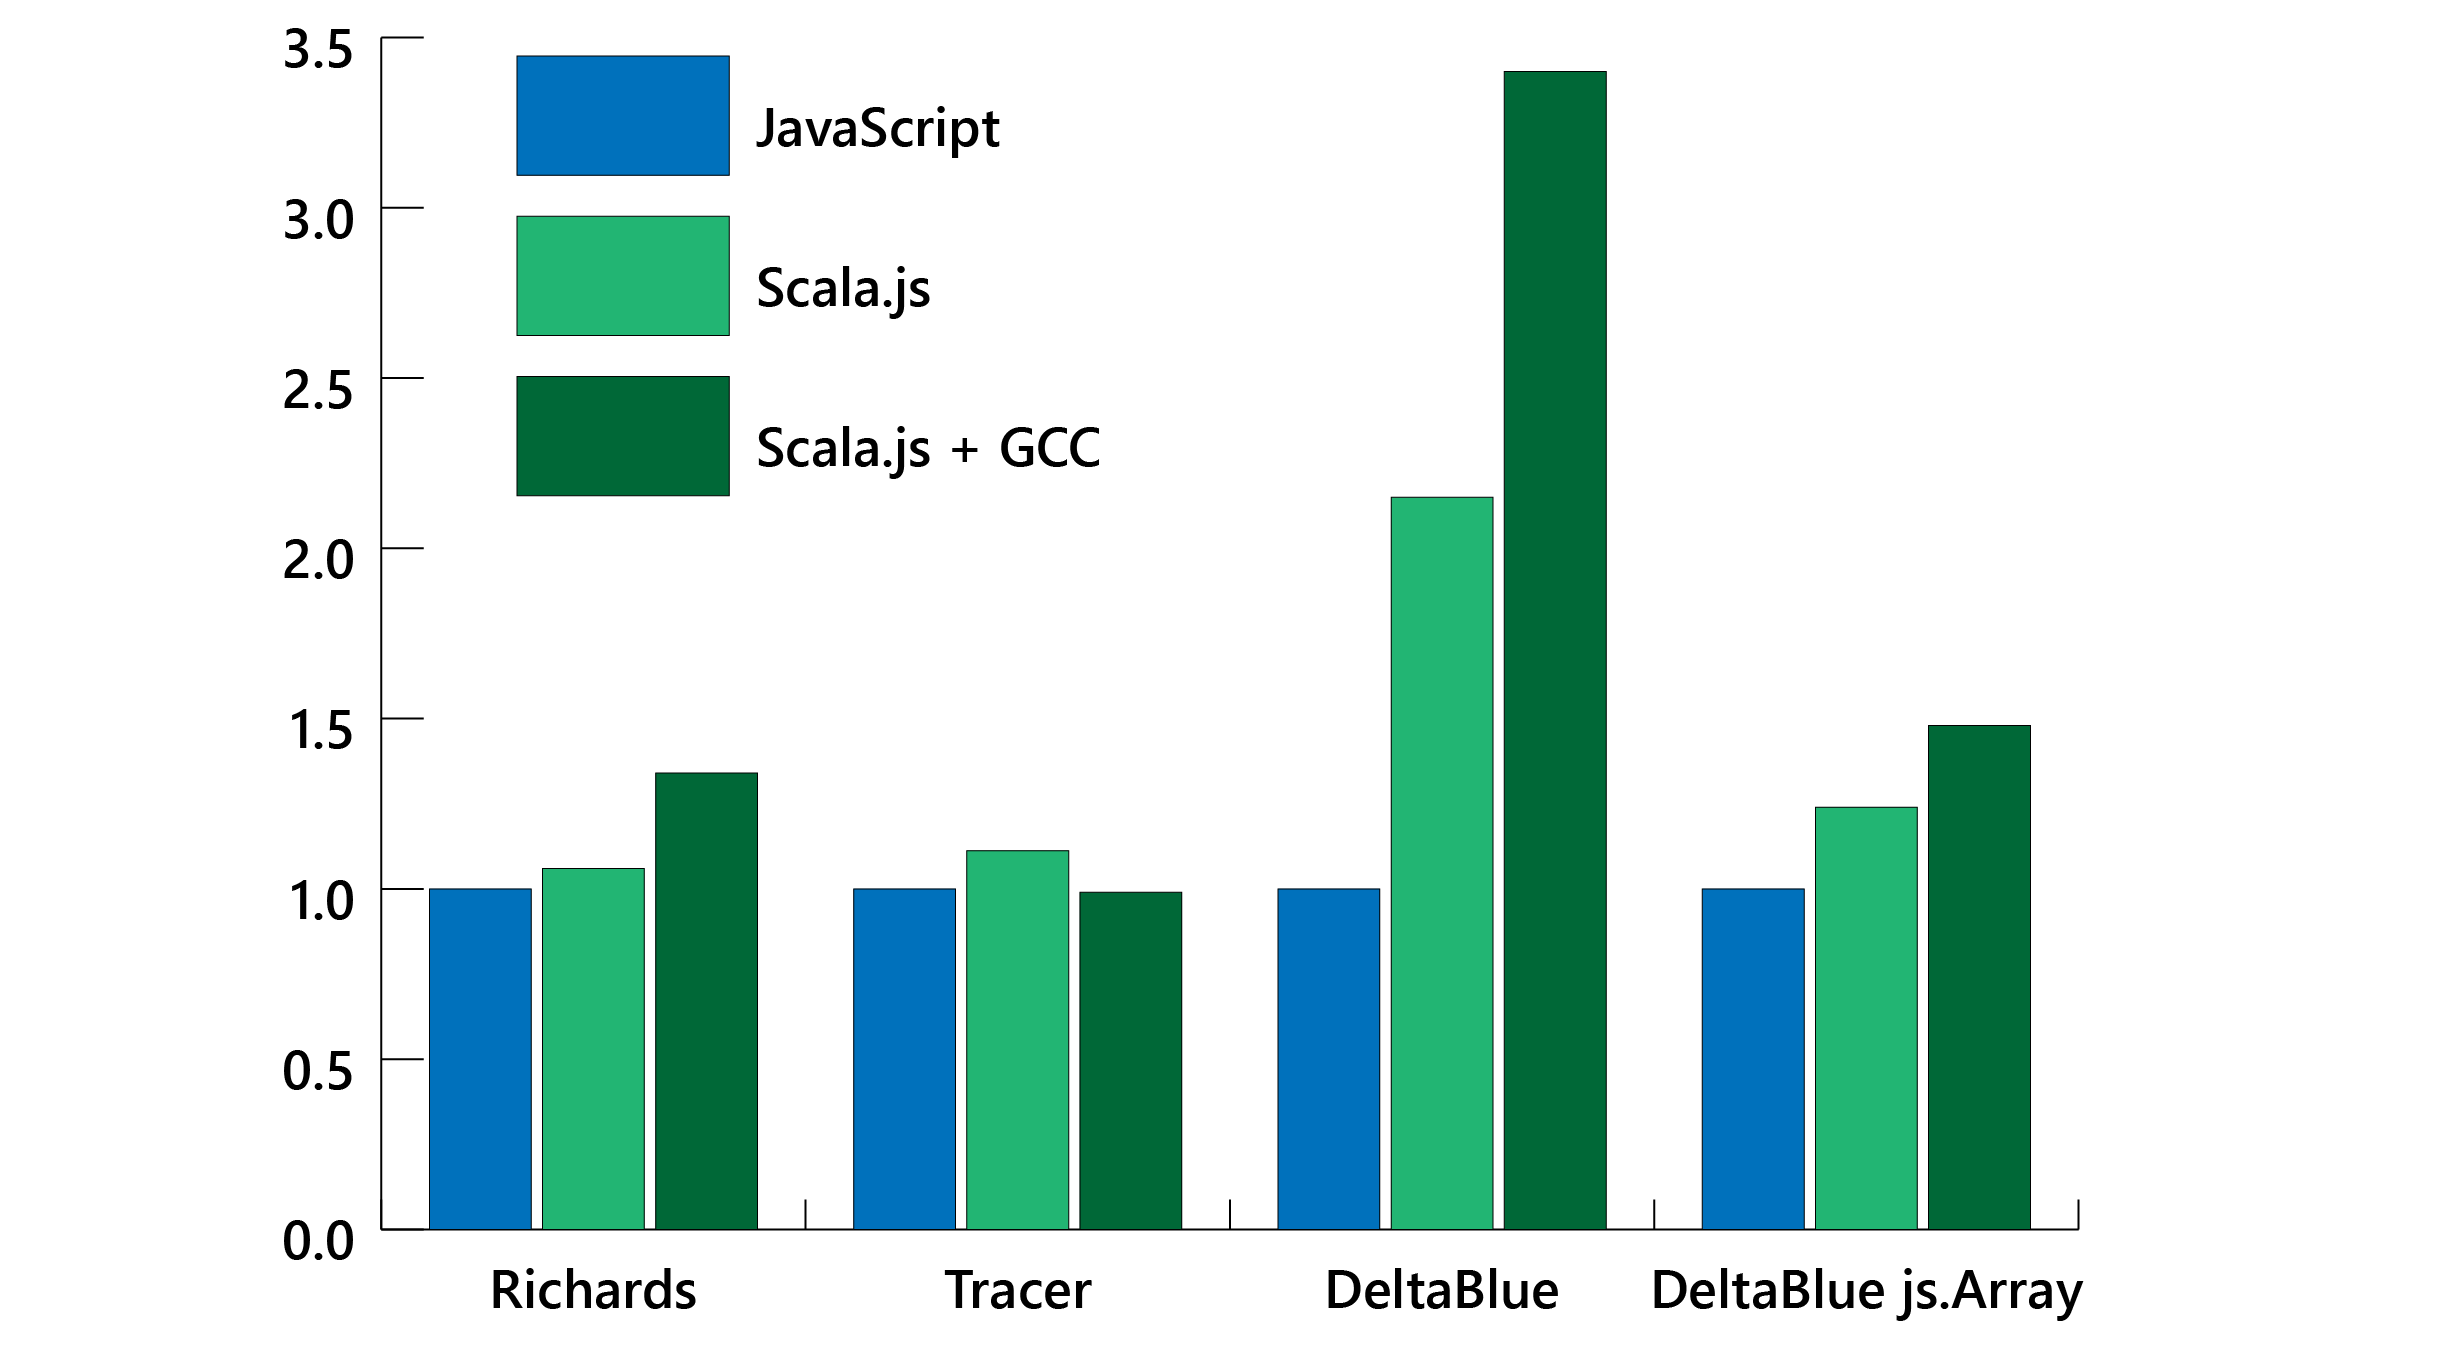 3.5
JavaScript
3.0
Scala.js
2.5
Scala.js + GCC
2.0
1.5
1.0
0.5
0.0
Richards
Tracer
DeltaBlue
DeltaBlue js.Array